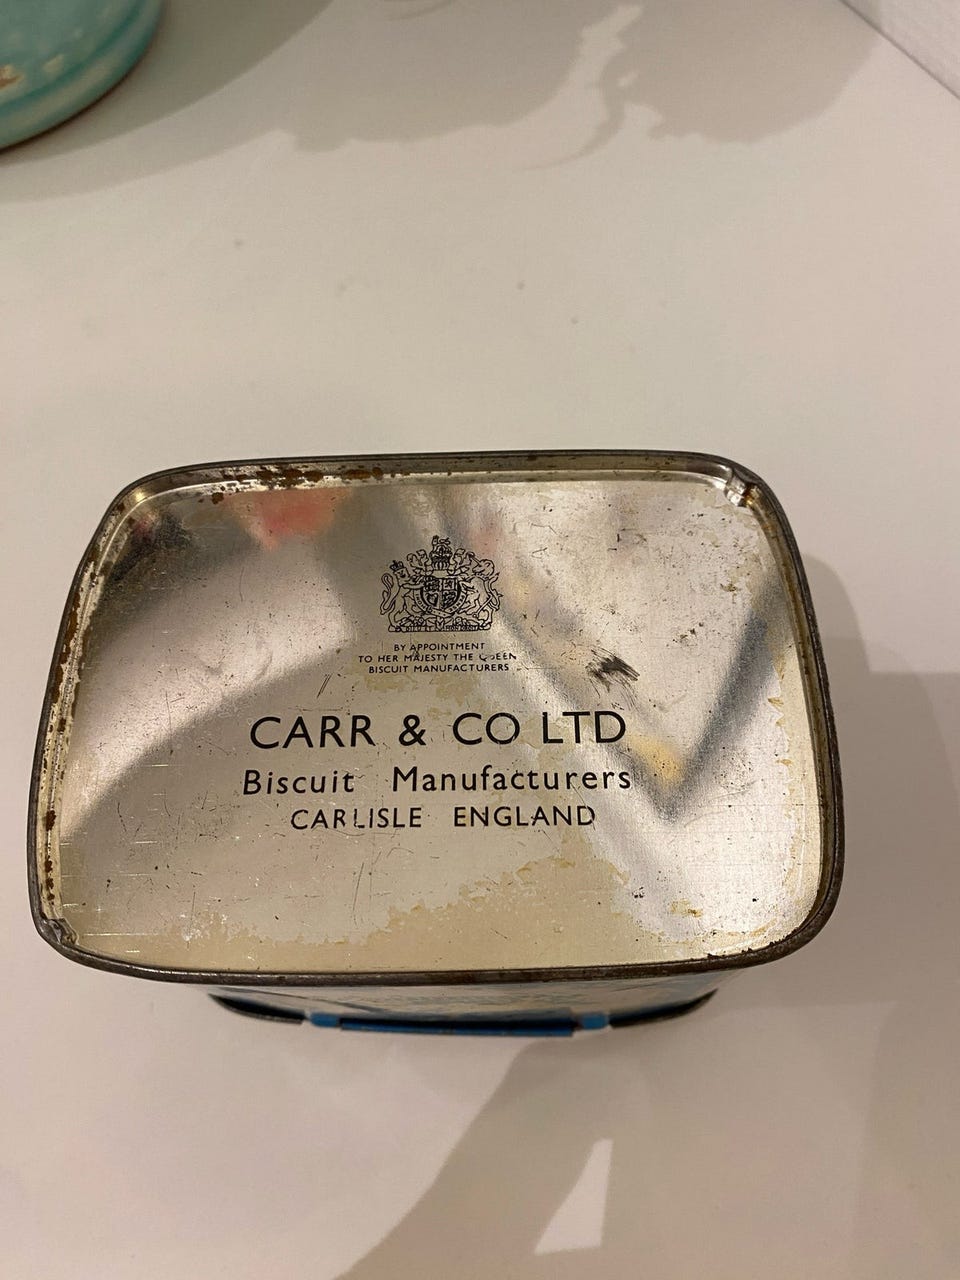 BY APPOINTMENT
TO HER MAJESTY THE QUEEN
BISCUIT MANUFACTURERS
CARR & CO LTD
Biscuit Manufacturers
CARLISLE ENGLAND